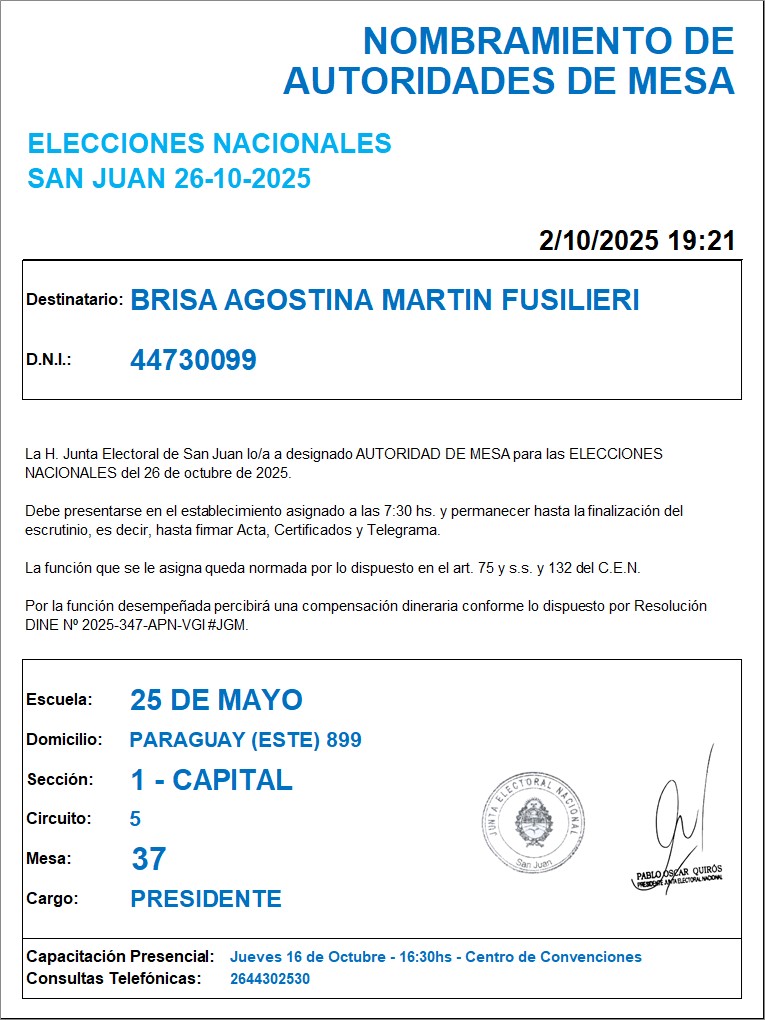 NOMBRAMIENTO DE
AUTORIDADES DE MESA
ELECCIONES NACIONALES
SAN JUAN 26-10-2025
2/10/2025 19:21
Destinatario: BRISA AGOSTINA MARTIN FUSILIERI
D.N.I.: 44730099
La H. Junta Electoral de San Juan lo/a a designado AUTORIDAD DE MESA para las ELECCIONES
NACIONALES del 26 de octubre de 2025.
Debe presentarse en el establecimiento asignado a las 7:30 hs. y permanecer hasta la finalización del
escrutinio, es decir, hasta firmar Acta, Certificados y Telegrama.
La función que se le asigna queda normada por lo dispuesto en el art. 75 y s.s. y 132 del C.E.N.
Por la función desempeñada percibirá una compensación dineraria conforme lo dispuesto por Resolución
DINE Nº 2025-347-APN-VGI#JGM.
Escuela: 25 DE MAYO
Domicilio: PARAGUAY (ESTE) 899
Sección: 1 - CAPITAL
Circuito: 5
Mesa: 37
Cargo: PRESIDENTE
JUNTA ELECTORAL NACIONAL
San Juan
PABLO OSCAR QUIRÓS
PRESIDENTE JUNTA ELECTORAL NACIONAL
Capacitación Presencial: Jueves 16 de Octubre - 16:30hs - Centro de Convenciones
Consultas Telefónicas: 2644302530